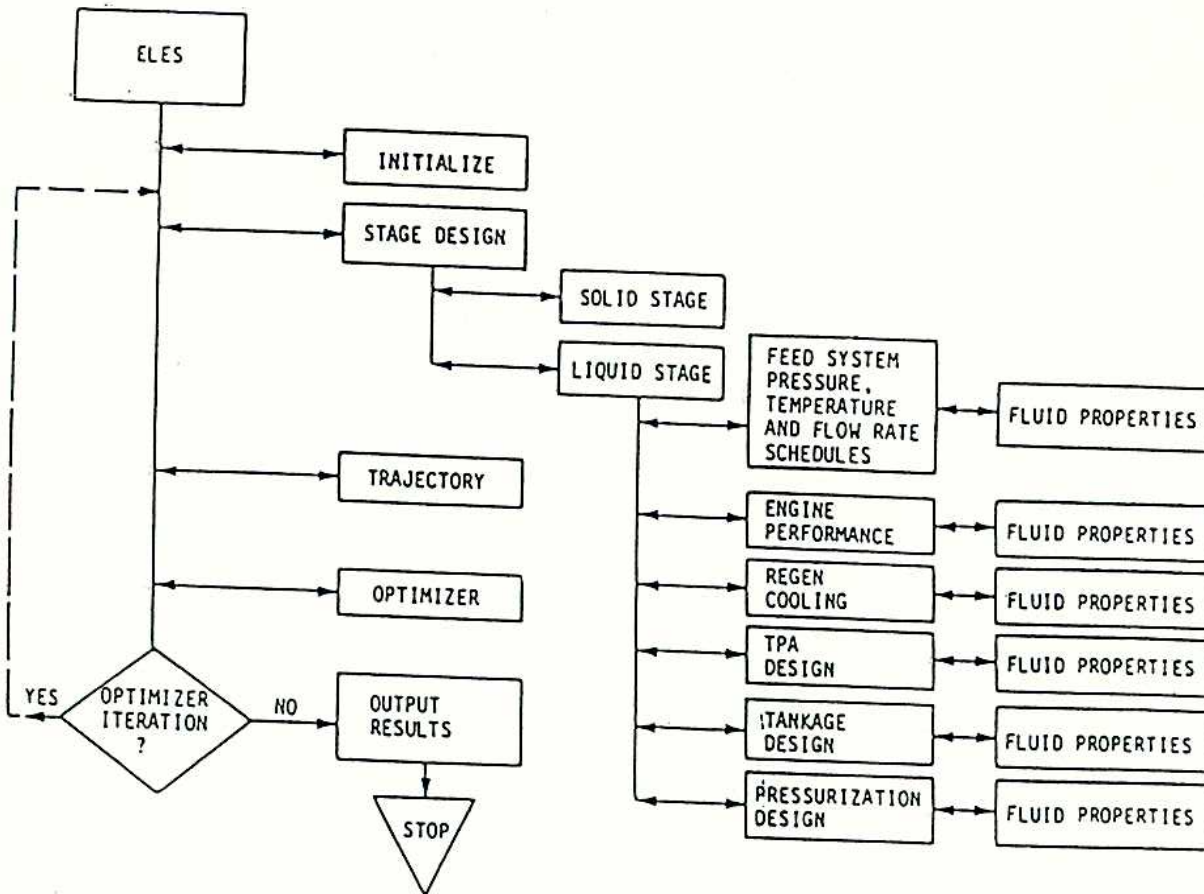 ELES
INITIALIZE
STAGE DESIGN
SOLID STAGE
LIQUID STAGE
FEED SYSTEM
PRESSURE,
TEMPERATURE
AND FLOW RATE
SCHEDULES
FLUID PROPERTIES
TRAJECTORY
ENGINE
PERFORMANCE
FLUID PROPERTIES
OPTIMIZER
REGEN
COOLING
FLUID PROPERTIES
TPA
DESIGN
FLUID PROPERTIES
YES
OPTIMIZER
ITERATION
?
NO
OUTPUT
RESULTS
TANKAGE
DESIGN
FLUID PROPERTIES
PRESSURIZATION
DESIGN
FLUID PROPERTIES
STOP